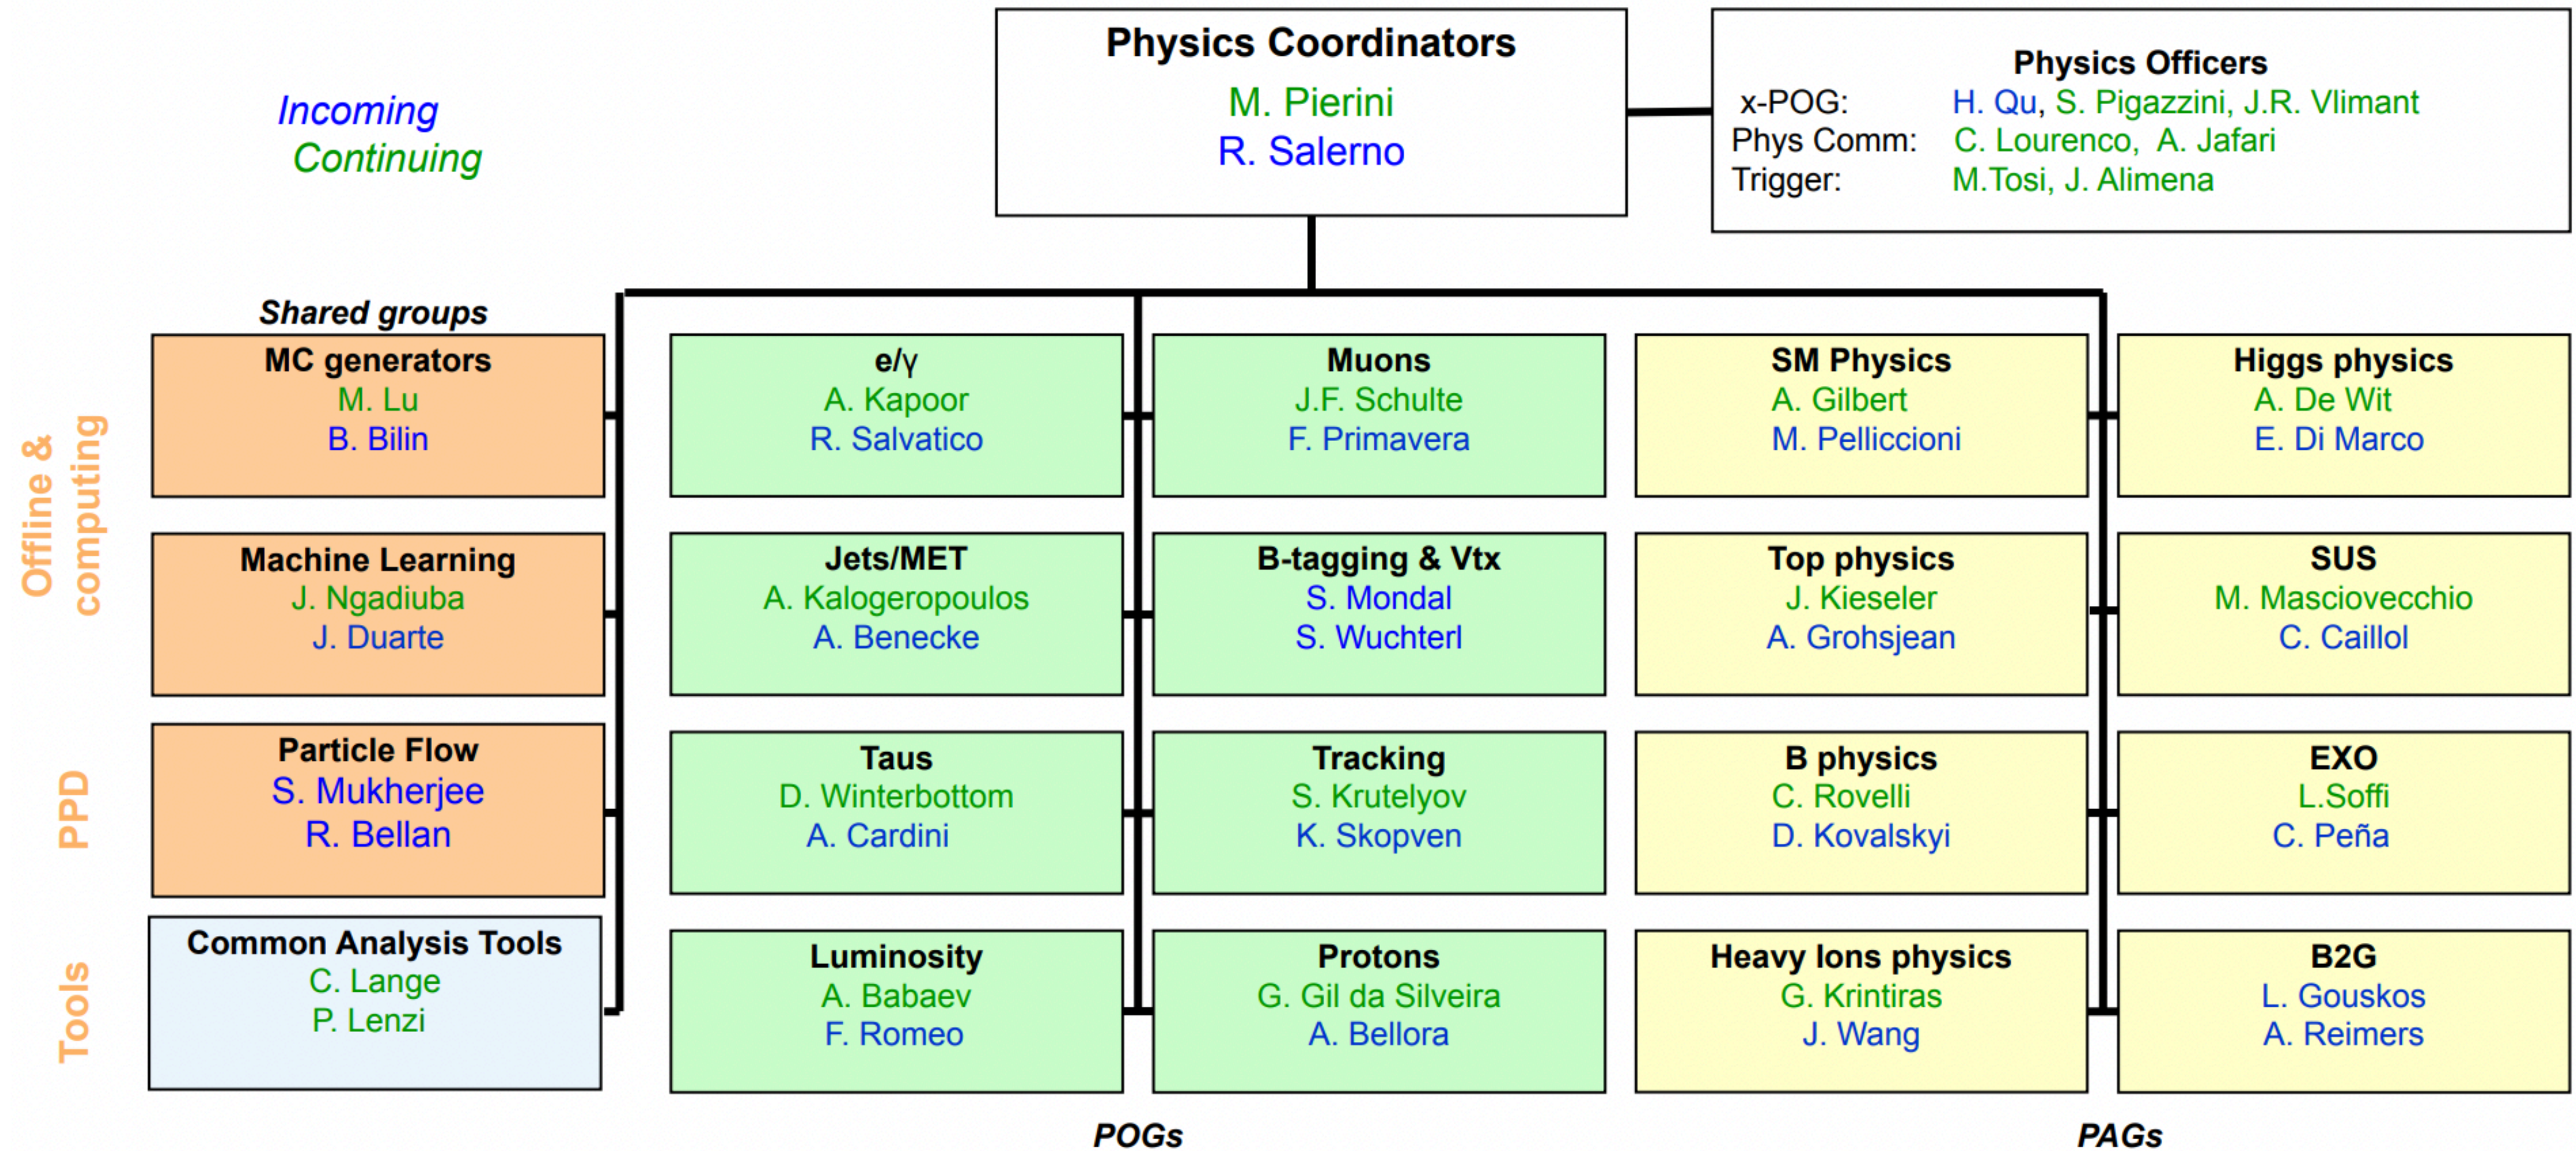 Physics Coordinators
M. Pierini
R. Salerno
Physics Officers
x-POG: H. Qu, S. Pigazzini, J.R. Vlimant
Phys Comm: C. Lourenco, A. Jafari
Trigger: M.Tosi, J. Alimena
Incoming
Continuing
Shared groups
Offline &
computing
PPD
Tools
MC generators
M. Lu
B. Bilin
Machine Learning
J. Ngadiuba
J. Duarte
Particle Flow
S. Mukherjee
R. Bellan
Common Analysis Tools
C. Lange
P. Lenzi
e/γ
A. Kapoor
R. Salvatico
Jets/MET
A. Kalogeropoulos
A. Benecke
Taus
D. Winterbottom
A. Cardini
Luminosity
A. Babaev
F. Romeo
Muons
J.F. Schulte
F. Primavera
B-tagging & Vtx
S. Mondal
S. Wuchterl
Tracking
S. Krutelyov
K. Skopven
Protons
G. Gil da Silveira
A. Bellora
POGs
SM Physics
A. Gilbert
M. Pelliccioni
Top physics
J. Kieseler
A. Grohsjean
B physics
C. Rovelli
D. Kovalskyi
Heavy Ions physics
G. Krintiras
J. Wang
Higgs physics
A. De Wit
E. Di Marco
SUS
M. Masciovecchio
C. Caillol
EXO
L.Soffi
C. Peña
B2G
L. Gouskos
A. Reimers
PAGs